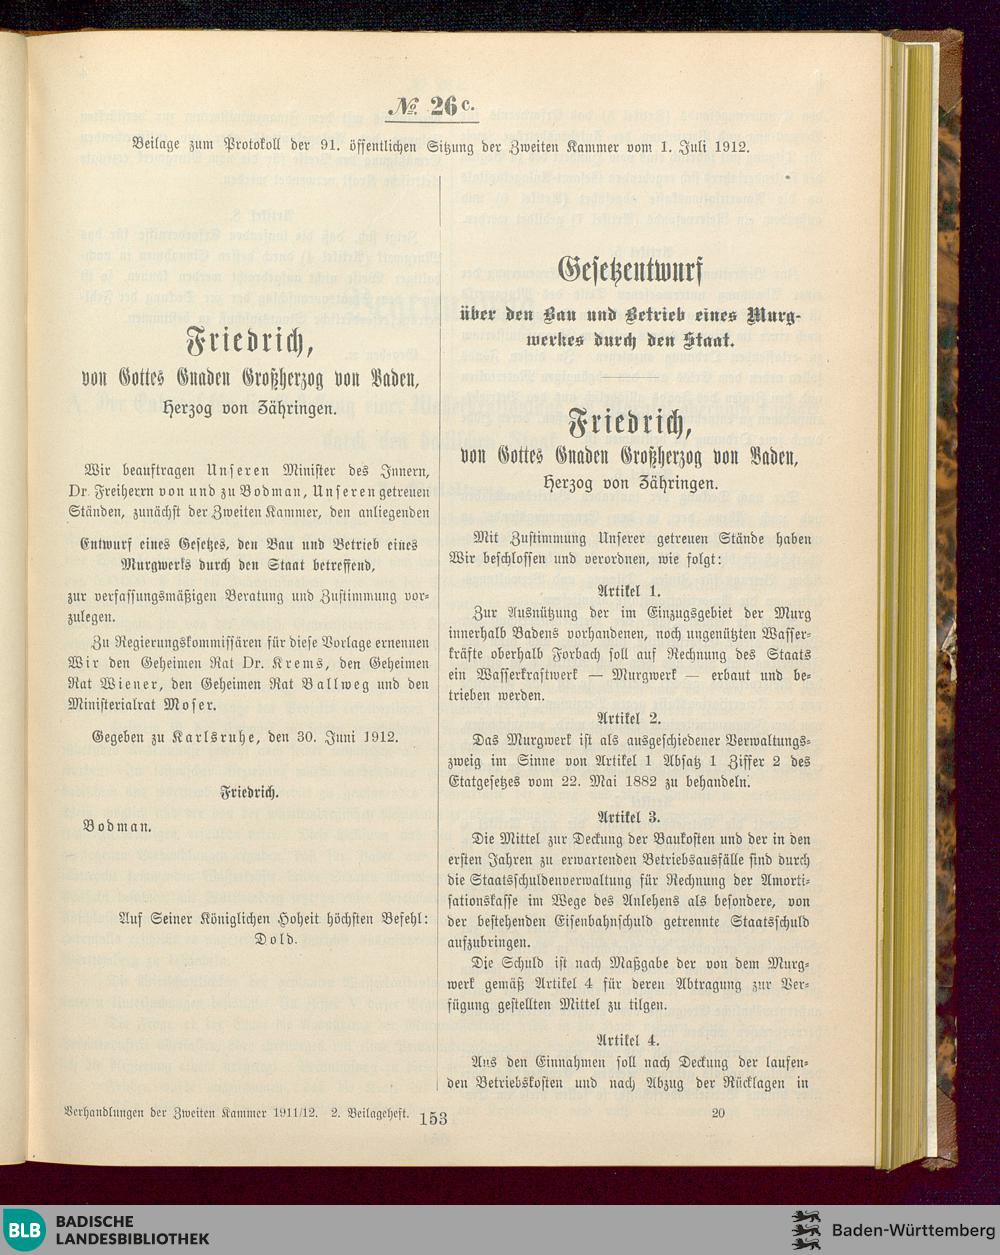 №. 26 c.
Beilage zum Protokoll der 91. öffentlichen Sitzung der Zweiten Kammer vom 1. Juli 1912.
Friedrich,
von Gottes Gnaden Großherzog von Baden,
Herzog von Zähringen.
Wir beauftragen Unseren Minister des Innern,
Dr. Freiherrn von und zu Bodman, Unseren getreuen
Ständen, zunächst der Zweiten Kammer, den anliegenden
Entwurf eines Gesetzes, den Bau und Betrieb eines
Murgwerks durch den Staat betreffend,
zur verfassungsmäßigen Beratung und Zustimmung vor-
zulegen.
Zu Regierungskommissären für diese Vorlage ernennen
Wir den Geheimen Rat Dr. Krems, den Geheimen
Rat Wiener, den Geheimen Rat Ballweg und den
Ministerialrat Moser.
Gegeben zu Karlsruhe, den 30. Juni 1912.
Friedrich.
Bodman.
Auf Seiner Königlichen Hoheit höchsten Befehl:
Dold.
Gesetzentwurf
über den Bau und Betrieb eines Murg-
werkes durch den Staat.
Friedrich,
von Gottes Gnaden Großherzog von Baden,
Herzog von Zähringen.
Mit Zustimmung Unserer getreuen Stände haben
Wir beschlossen und verordnen, wie folgt:
Artikel 1.
Zur Ausnützung der im Einzugsgebiet der Murg
innerhalb Badens vorhandenen, noch ungenützten Wasser-
kräfte oberhalb Forbach soll auf Rechnung des Staats
ein Wasserkraftwerk — Murgwerk — erbaut und be-
trieben werden.
Artikel 2.
Das Murgwerk ist als ausgeschiedener Verwaltungs-
zweig im Sinne von Artikel 1 Absatz 1 Ziffer 2 des
Etatgesetzes vom 22. Mai 1882 zu behandeln.
Artikel 3.
Die Mittel zur Deckung der Baukosten und der in den
ersten Jahren zu erwartenden Betriebsausfälle sind durch
die Staatsschuldenverwaltung für Rechnung der Amorti-
sationskasse im Wege des Anlehens als besondere, von
der bestehenden Eisenbahnschuld getrennte Staatsschuld
aufzubringen.
Die Schuld ist nach Maßgabe der von dem Murg-
werk gemäß Artikel 4 für deren Abtragung zur Ver-
fügung gestellten Mittel zu tilgen.
Artikel 4.
Aus den Einnahmen soll nach Deckung der laufen-
den Betriebskosten und nach Abzug der Rücklagen in
Verhandlungen der Zweiten Kammer 1911/12. 2. Beilageheft.
153
20
BLB
BADISCHE
LANDESBIBLIOTHEK
Baden-Württemberg